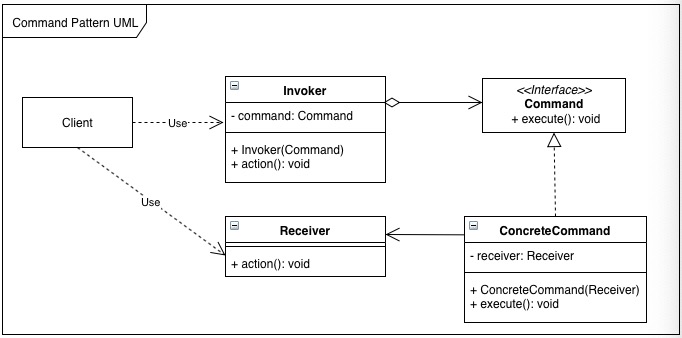 Command Pattern UML
Client
Use
Use
Invoker
- command: Command
+ Invoker(Command)
+ action(): void
<<Interface>>
Command
+ execute(): void
Receiver
+ action(): void
ConcreteCommand
- receiver: Receiver
+ ConcreteCommand(Receiver)
+ execute(): void